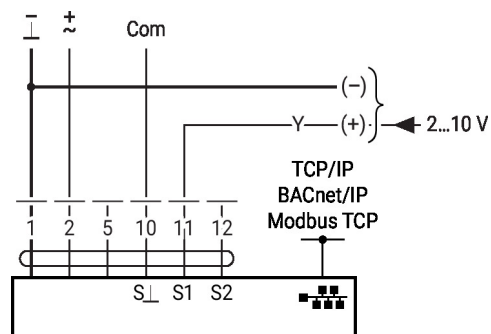 − +
⊥ ~ Com
(−)
Y (+) 2...10 V
TCP/IP
BACnet/IP
Modbus TCP
1 2 5 10 11 12
S⊥ S1 S2